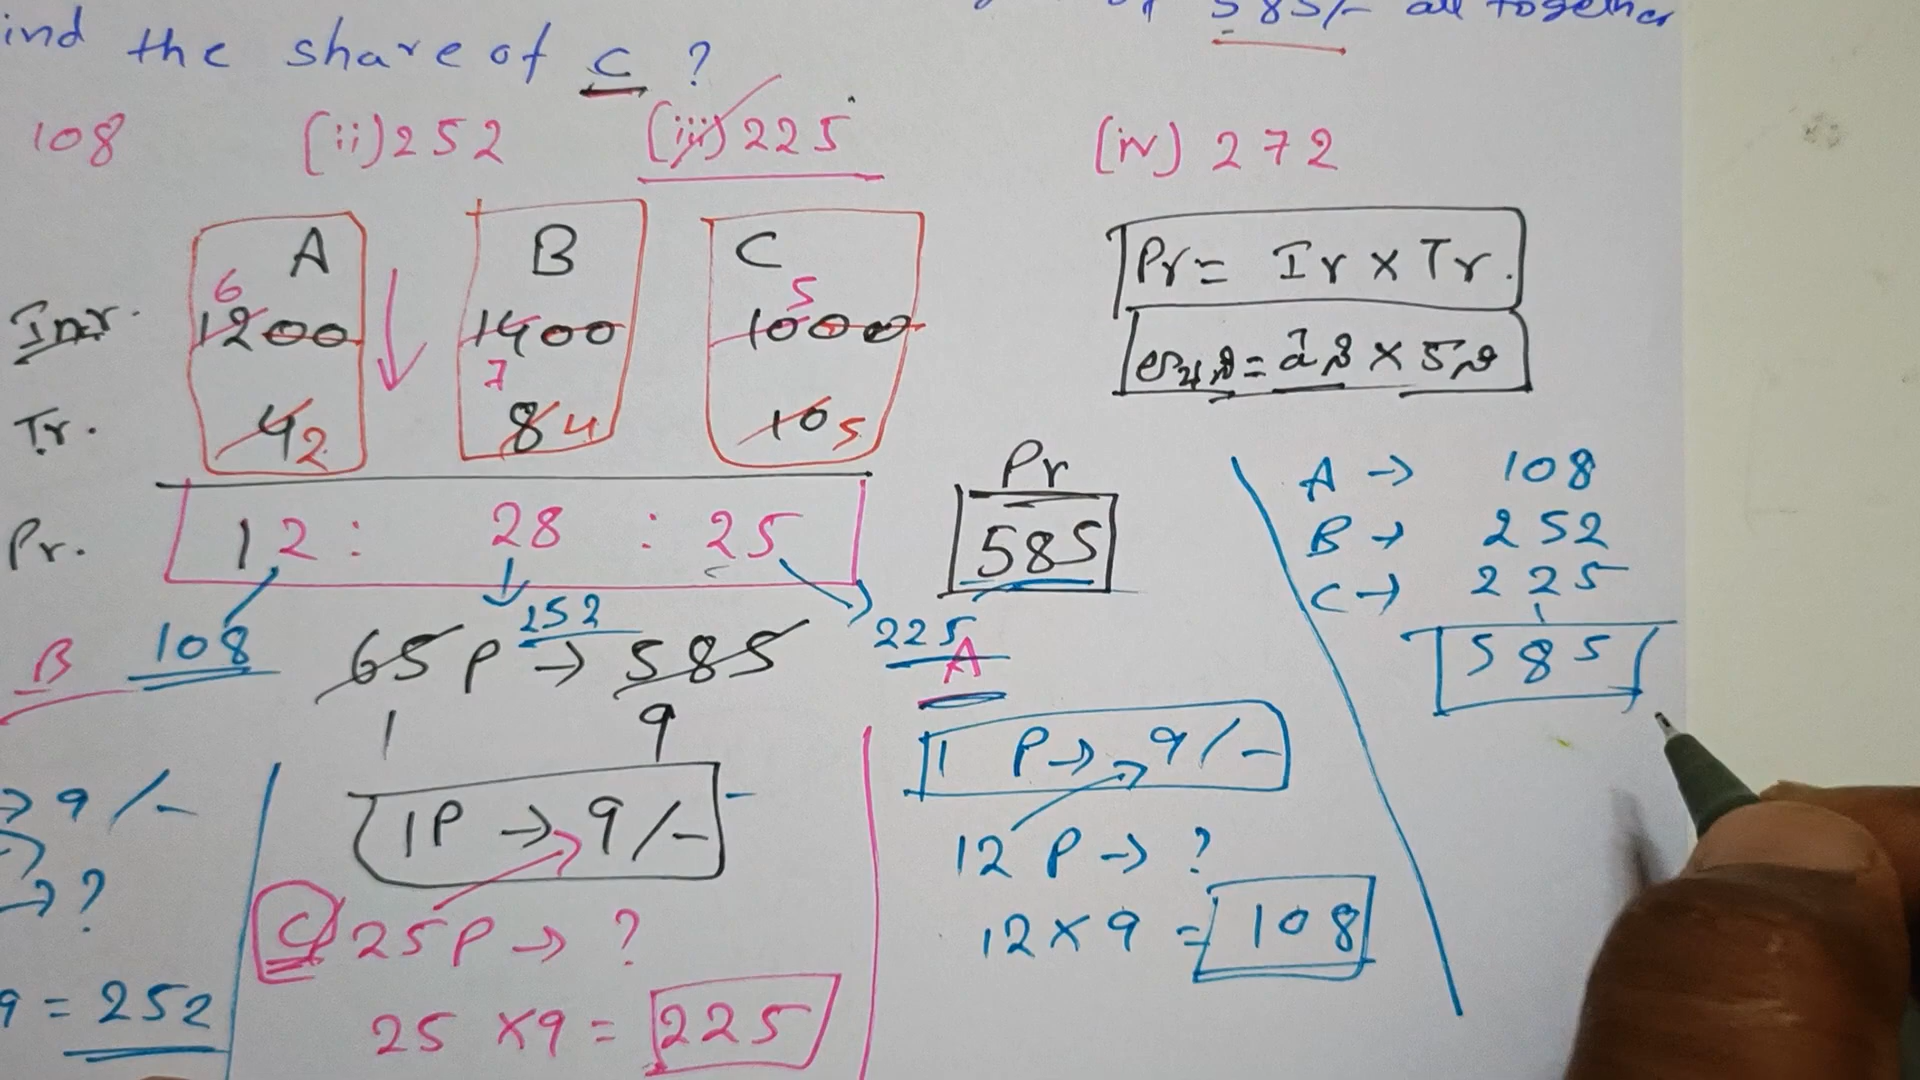 585/- all together
ind the share of C ?
108 (ii) 252 (iii) 225 (iv) 272
A B C
6 5
Inr. 1200 1400 1000
7
Tr. 42 84 105
Pr = Ir × Tr.
Pr. 12 : 28 : 25
Pr
585
A → 108
B → 252
C → 225
585
B 108 252 225
65 P → 585 A
1 9
→ 9/-
1P → 9/-
1 P → 9/-
→ ?
C 25P → ?
12 P → ?
9 = 252
25 × 9 = 225
12 × 9 = 108